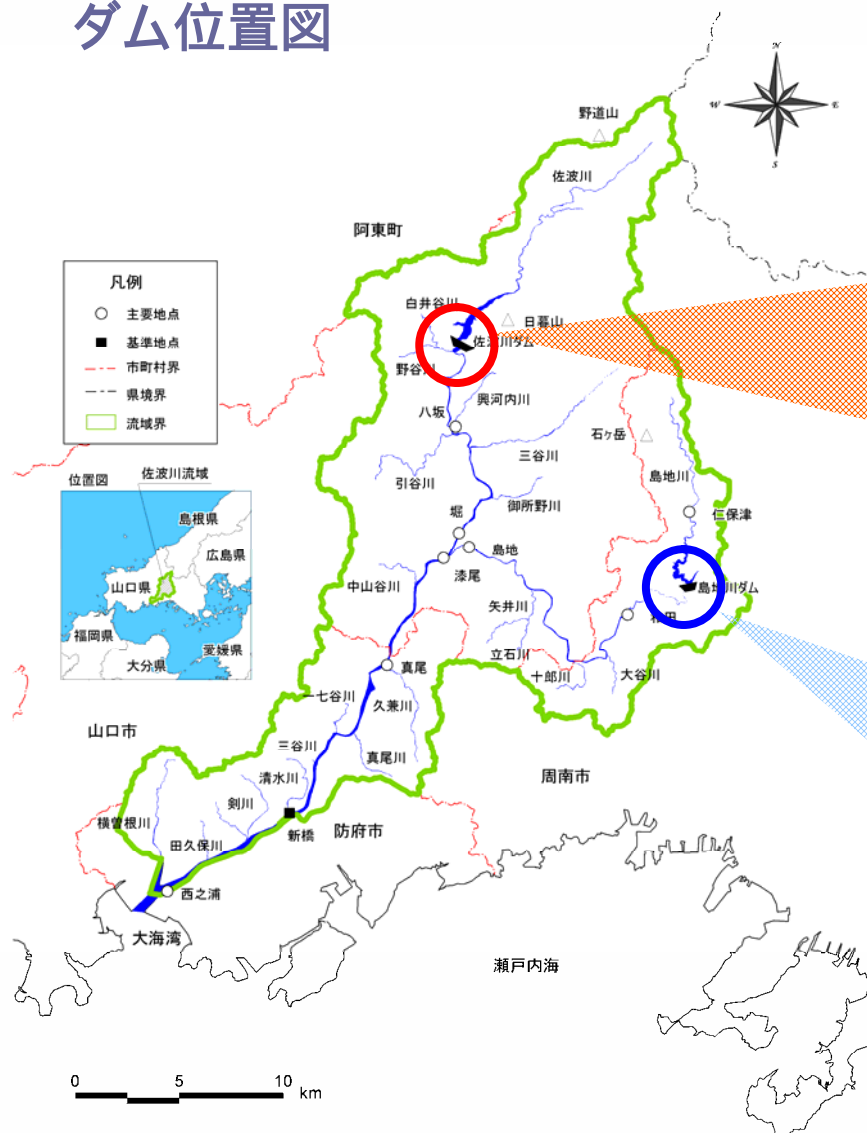 ダム位置図
N
W
E
S
野道山
佐波川
阿東町
凡例
主要地点
基準地点
市町村界
県境界
流域界
白井谷川
日暮山
佐波川ダム
野谷川
興河内川
八坂
石ヶ岳
三谷川
島地川
引谷川
御所野川
仁保津
堀
島地
漆尾
島地川ダム
中山谷川
矢井川
立石川
十郎川
大谷川
位置図
佐波川流域
島根県
広島県
山口県
福岡県
愛媛県
大分県
真尾
一七谷川
久兼川
山口市
三谷川
真尾川
清水川
周南市
剣川
横曽根川
新橋
防府市
田久保川
西之浦
大海湾
瀬戸内海
0
5
10
km